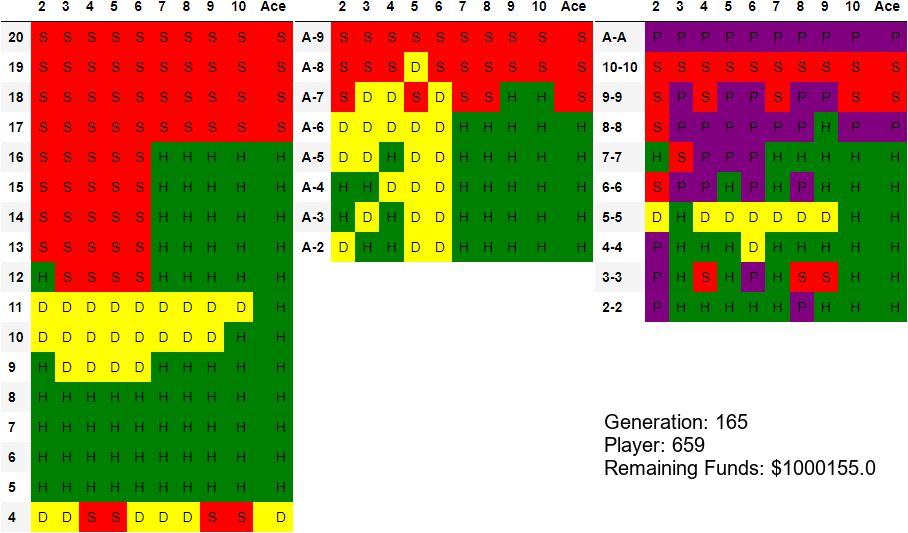 2 3 4 5 6 7 8 9 10 Ace
20 S S S S S S S S S S
19 S S S S S S S S S S
18 S S S S S S S S S S
17 S S S S S S S S S S
16 S S S S S H H H H H
15 S S S S S H H H H H
14 S S S S S H H H H H
13 S S S S S H H H H H
12 H S S S S H H H H H
11 D D D D D D D D D H
10 D D D D D D D D H H
9 H D D D D H H H H H
8 H H H H H H H H H H
7 H H H H H H H H H H
6 H H H H H H H H H H
5 H H H H H H H H H H
4 D D S S D D D S S D
2 3 4 5 6 7 8 9 10 Ace
A-9 S S S S S S S S S S
A-8 S S S D S S S S S S
A-7 S D D S D S S H H S
A-6 D D D D D H H H H H
A-5 D D H D D H H H H H
A-4 H H D D D H H H H H
A-3 H D H D D H H H H H
A-2 D H H D D H H H H H
2 3 4 5 6 7 8 9 10 Ace
A-A P P P P P P P P P P
10-10 S S S S S S S S S S
9-9 S P S P P S P P S S
8-8 S P P P P P P H P P
7-7 H S P P P H H H H H
6-6 S P P H P H P H H H
5-5 D H D D D D D D H H
4-4 P H H H D H H H H H
3-3 P H S H P H S S H H
2-2 P H H H H H P H H H
Generation: 165
Player: 659
Remaining Funds: $1000155.0